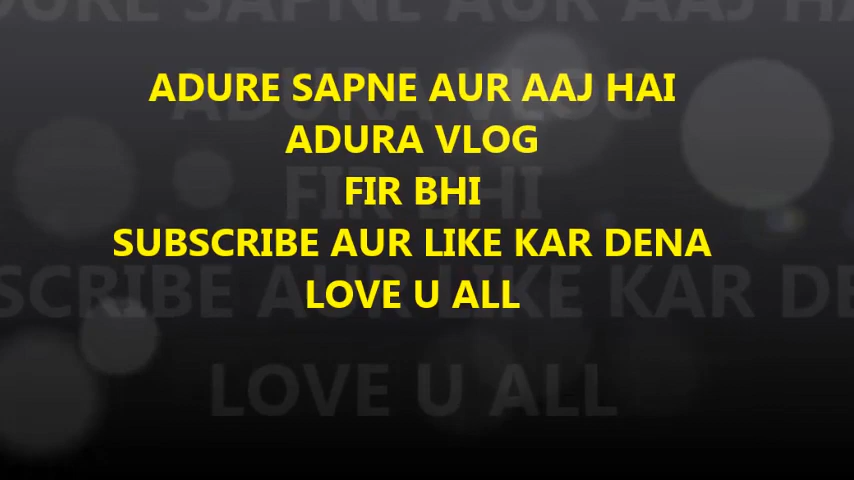 ADURE SAPNE AUR AAJ HAI
ADURA VLOG
FIR BHI
SUBSCRIBE AUR LIKE KAR DENA
LOVE U ALL